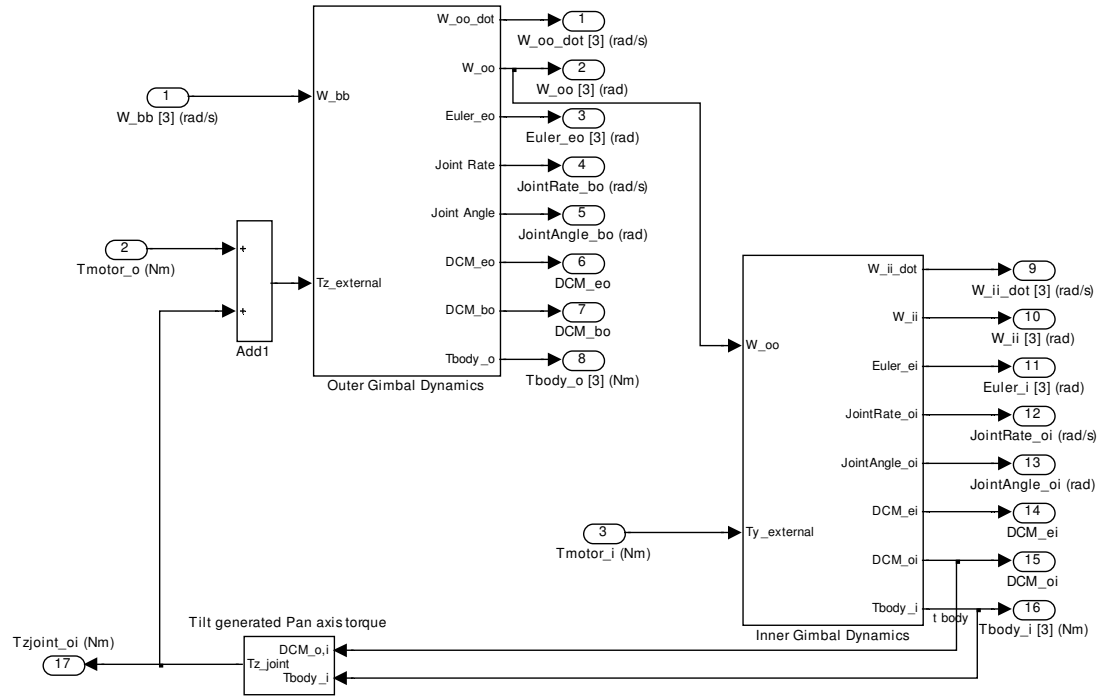 W_oo_dot
1
W_oo_dot [3] (rad/s)
W_oo
2
W_oo [3] (rad)
1
W_bb [3] (rad/s)
W_bb
Euler_eo
3
Euler_eo [3] (rad)
Joint Rate
4
JointRate_bo (rad/s)
Joint Angle
5
JointAngle_bo (rad)
2
Tmotor_o (Nm)
+
+
Add1
Tz_external
DCM_eo
6
DCM_eo
DCM_bo
7
DCM_bo
Tbody_o
8
Tbody_o [3] (Nm)
Outer Gimbal Dynamics
W_ii_dot
9
W_ii_dot [3] (rad/s)
W_ii
10
W_ii [3] (rad)
W_oo
Euler_ei
11
Euler_i [3] (rad)
JointRate_oi
12
JointRate_oi (rad/s)
JointAngle_oi
13
JointAngle_oi (rad)
3
Tmotor_i (Nm)
Ty_external
DCM_ei
14
DCM_ei
DCM_oi
15
DCM_oi
Tbody_i
t body
16
Tbody_i [3] (Nm)
Inner Gimbal Dynamics
Tilt generated Pan axis torque
DCM_o,i
Tz_joint
Tbody_i
Tzjoint_oi (Nm)
17